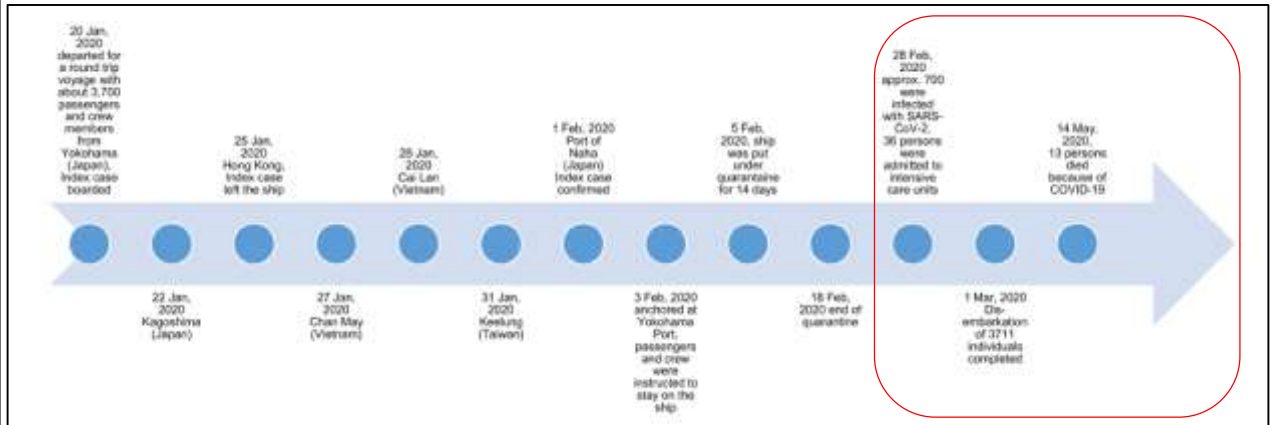 20 Jan,
2020
departed for
a round trip
voyage with
about 3,700
passengers
and crew
members
from
Yokohama
(Japan),
Index case
boarded
22 Jan,
2020
Kagoshima
(Japan)
25 Jan,
2020
Hong Kong,
Index case
left the ship
27 Jan,
2020
Chan May
(Vietnam)
28 Jan,
2020
Cai Lan
(Vietnam)
31 Jan,
2020
Keelung
(Taiwan)
1 Feb, 2020
Port of
Naha
(Japan)
Index case
confirmed
3 Feb, 2020
anchored at
Yokohama
Port,
passengers
and crew
were
instructed to
stay on the
ship
5 Feb,
2020, ship
was put
under
quarantaine
for 14 days
18 Feb,
2020 end of
quarantine
28 Feb,
2020
approx. 700
were
infected
with SARS-
CoV-2,
36 persons
were
admitted to
intensive
care units
1 Mar, 2020
Dis-
embarkation
of 3711
individuals
completed
14 May,
2020,
13 persons
died
because of
COVID-19